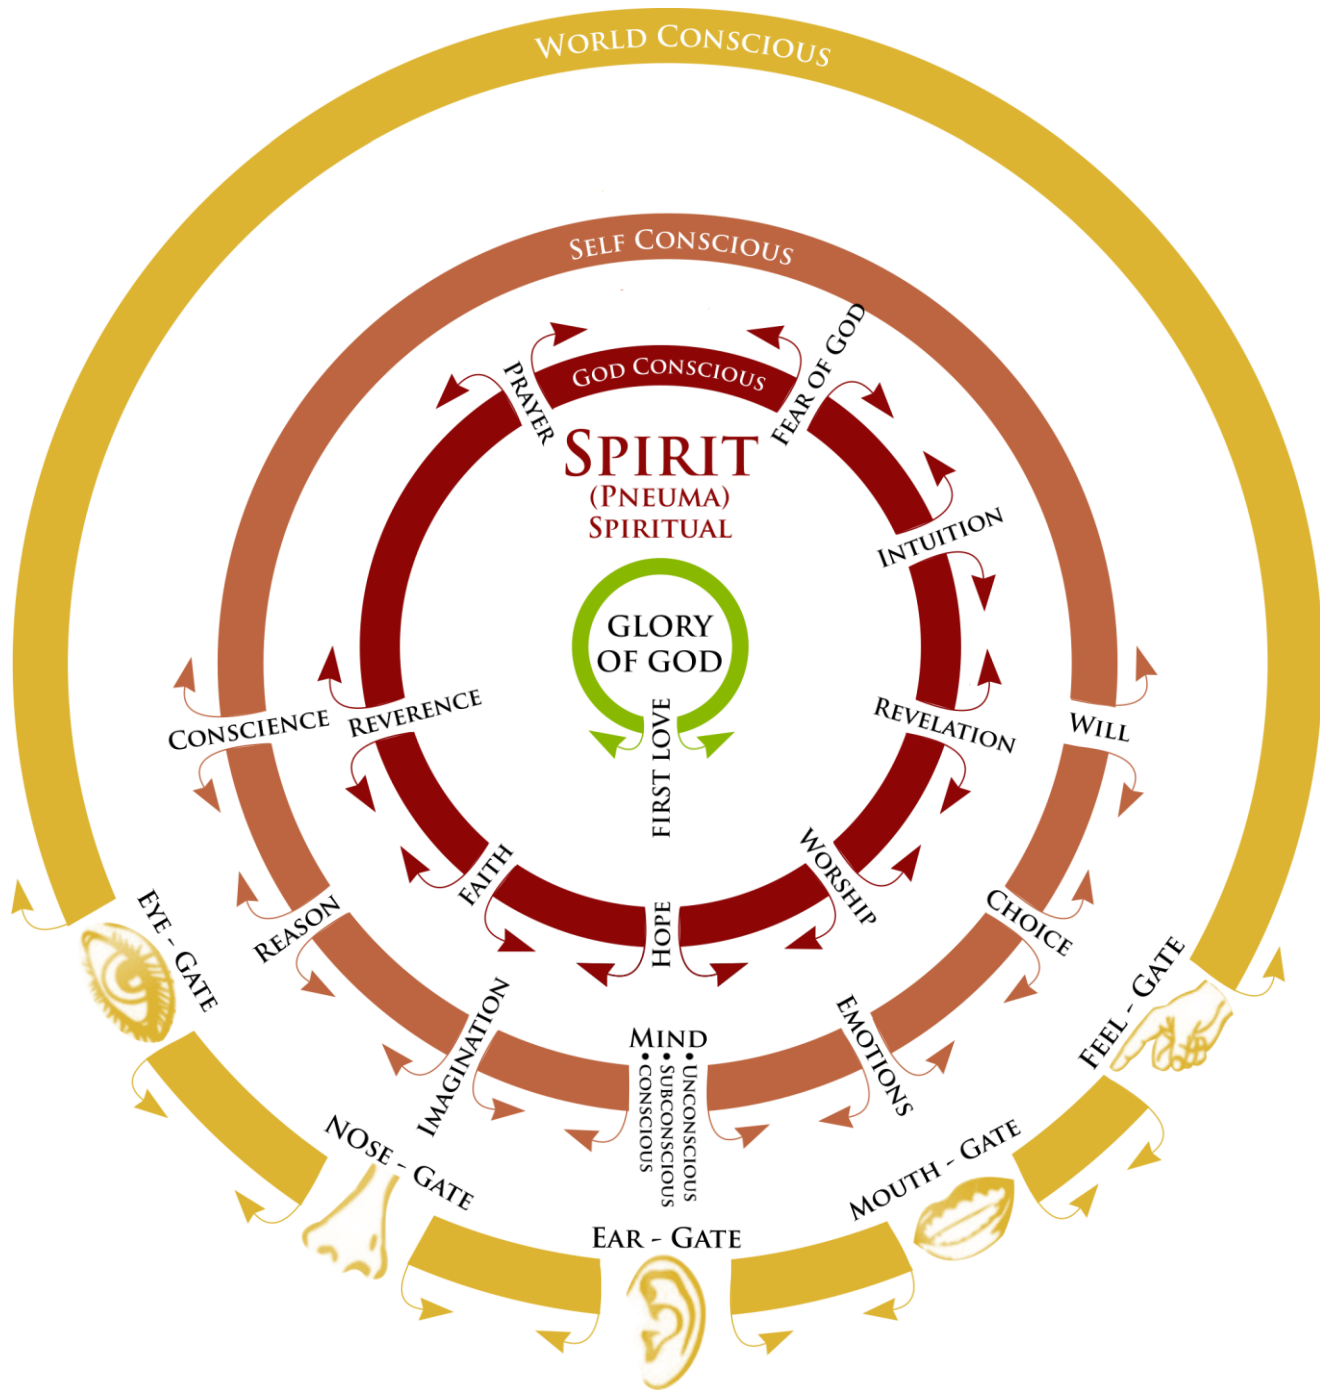 World Conscious
Self Conscious
God Conscious
Prayer
Fear of God
Spirit
(Pneuma)
Spiritual
Intuition
GLORY
OF GOD
FIRST LOVE
Conscience
Reverence
Revelation
Will
Faith
Hope
Worship
Reason
Choice
Imagination
Mind
• Conscious
• Subconscious
• Unconscious
Emotions
Eye - Gate
Nose - Gate
Ear - Gate
Mouth - Gate
Feel - Gate